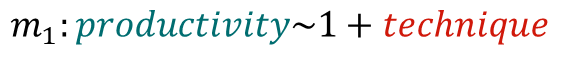 m₁: productivity~1 + technique